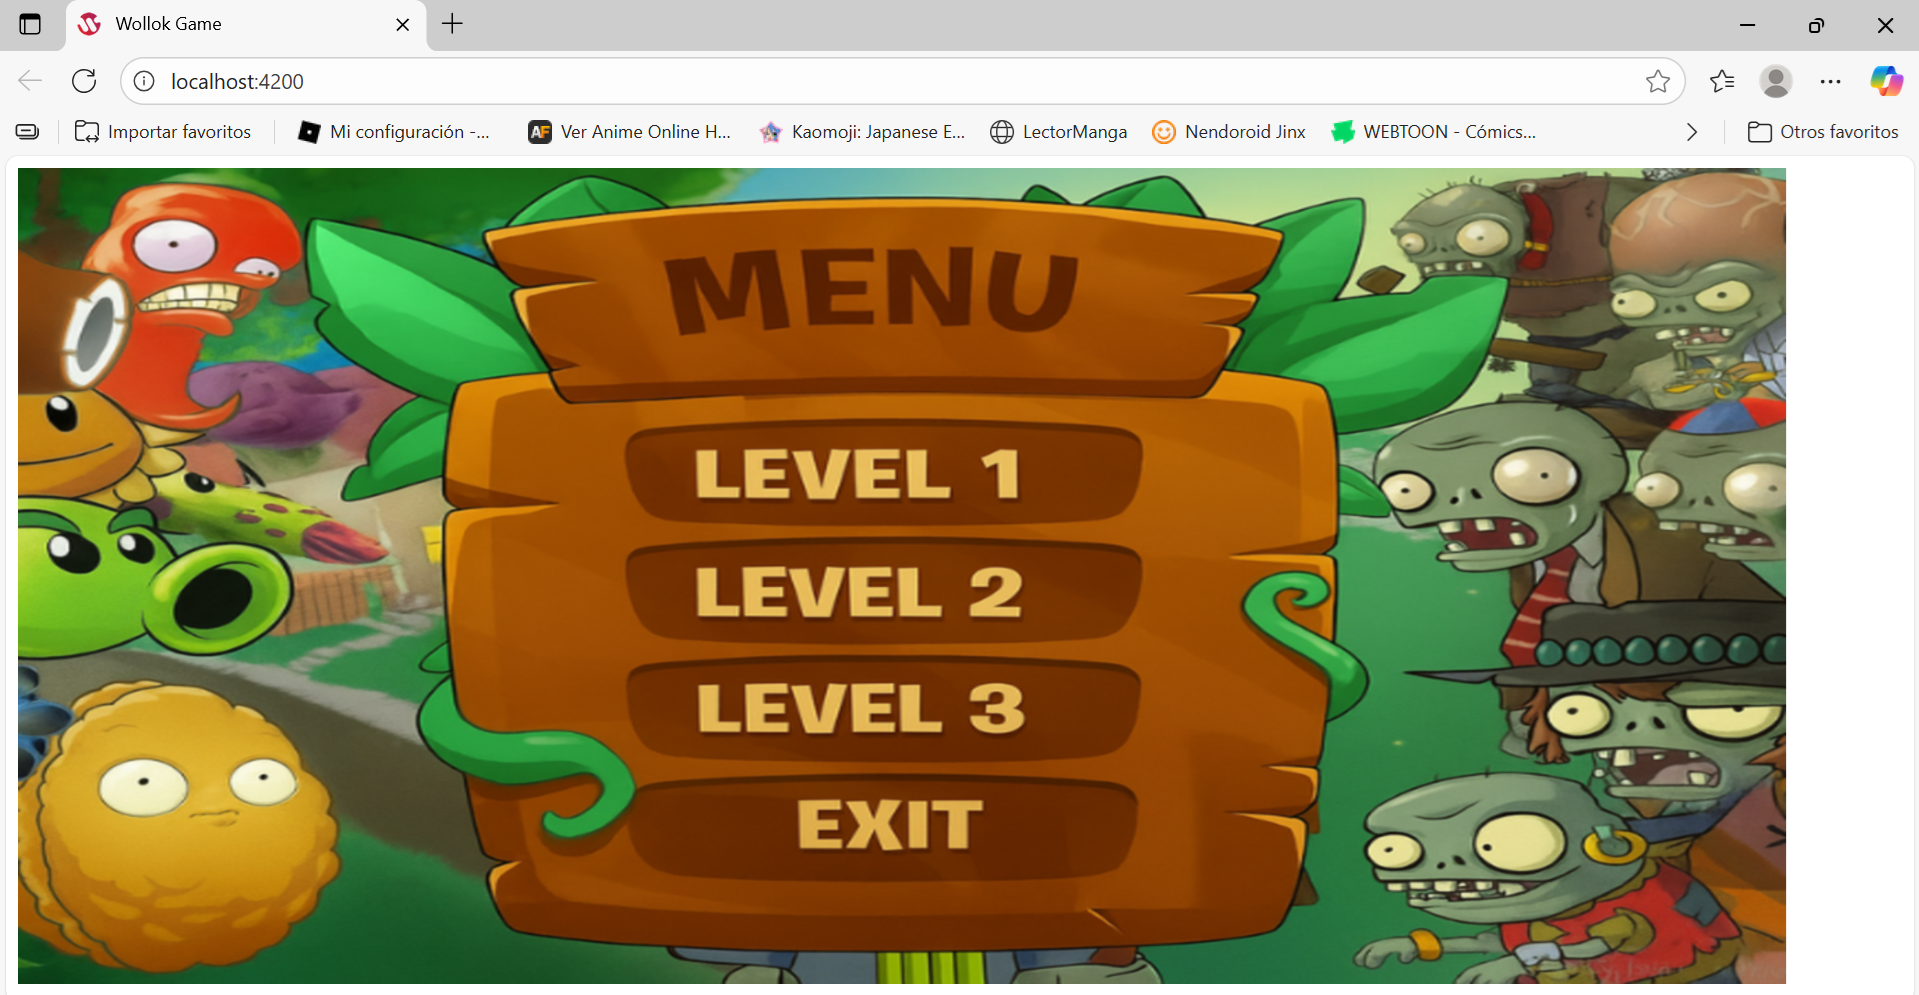 Wollok Game
localhost:4200
Importar favoritos
Mi configuración -...
AF
Ver Anime Online H...
Kaomoji: Japanese E...
LectorManga
Nendoroid Jinx
WEBTOON - Cómics...
Otros favoritos
MENU
LEVEL 1
LEVEL 2
LEVEL 3
EXIT